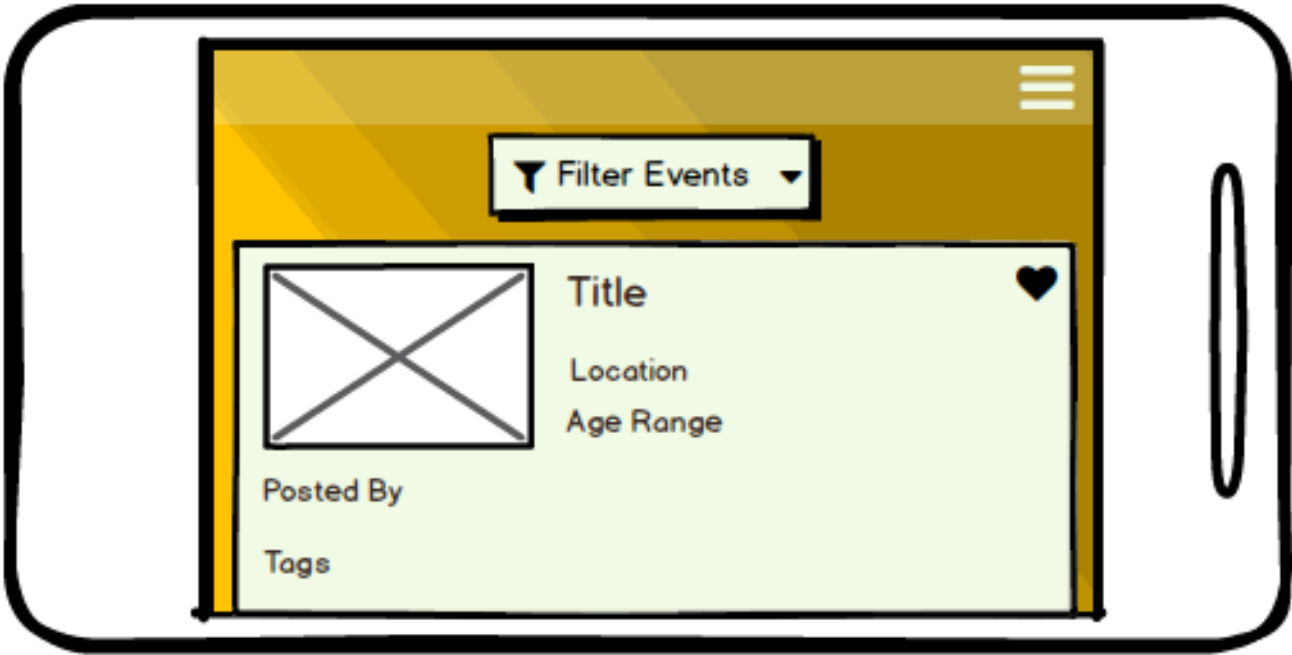 Filter Events
Title
Location
Age Range
Posted By
Tags